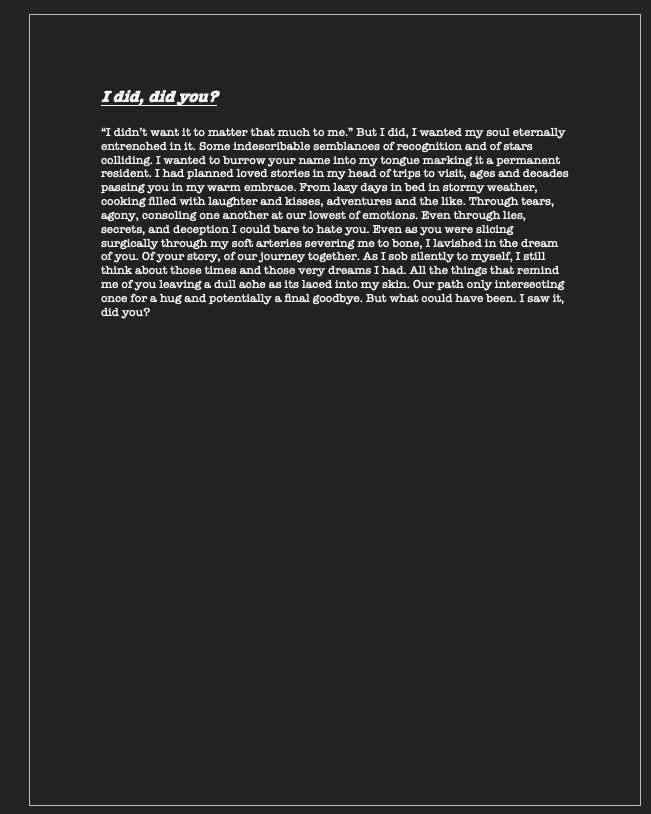 I did, did you?
“I didn’t want it to matter that much to me.” But I did, I wanted my soul eternally
entrenched in it. Some indescribable semblances of recognition and of stars
colliding. I wanted to burrow your name into my tongue marking it a permanent
resident. I had planned loved stories in my head of trips to visit, ages and decades
passing you in my warm embrace. From lazy days in bed in stormy weather,
cooking filled with laughter and kisses, adventures and the like. Through tears,
agony, consoling one another at our lowest of emotions. Even through lies,
secrets, and deception I could bare to hate you. Even as you were slicing
surgically through my soft arteries severing me to bone, I lavished in the dream
of you. Of your story, of our journey together. As I sob silently to myself, I still
think about those times and those very dreams I had. All the things that remind
me of you leaving a dull ache as its laced into my skin. Our path only intersecting
once for a hug and potentially a final goodbye. But what could have been. I saw it,
did you?